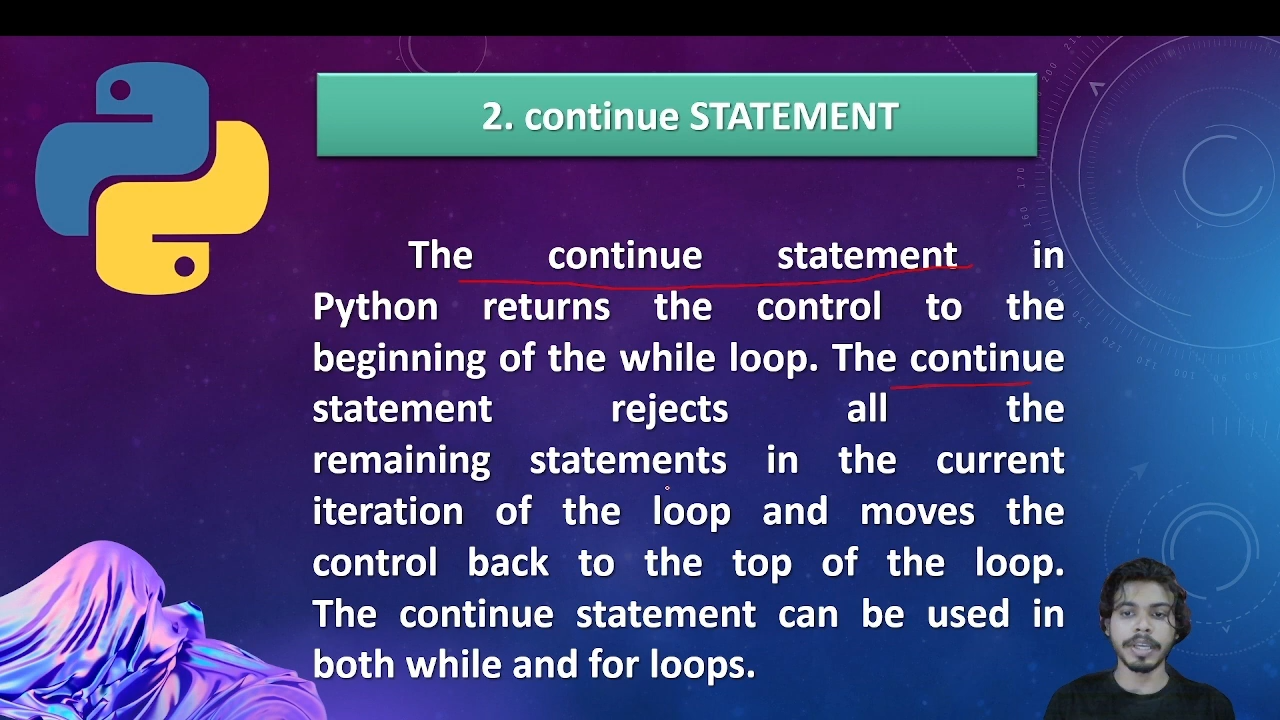 2. continue STATEMENT
The continue statement in
Python returns the control to the
beginning of the while loop. The continue
statement rejects all the
remaining statements in the current
iteration of the loop and moves the
control back to the top of the loop.
The continue statement can be used in
both while and for loops.